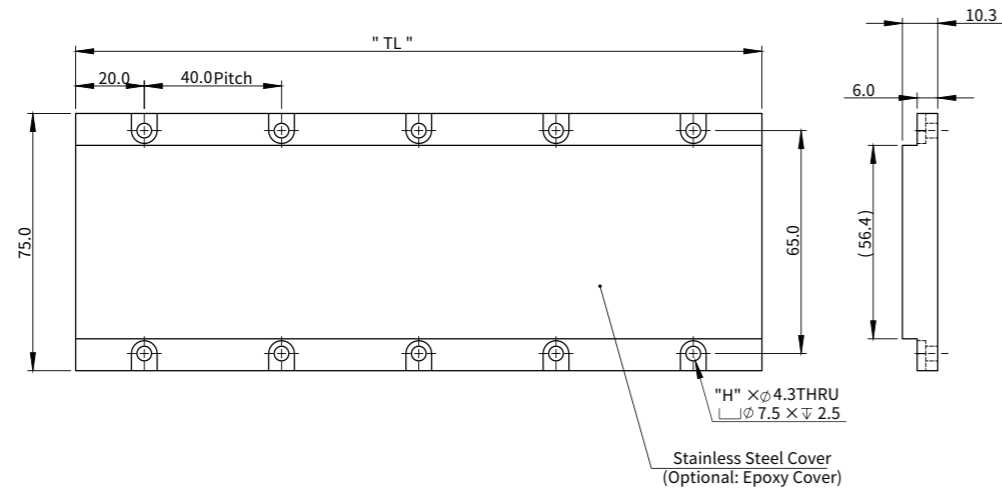 " TL "
10.3
20.0
40.0Pitch
6.0
75.0
65.0
(56.4)
"H" ×⌀4.3THRU
⌴⌀7.5 ×↧2.5
Stainless Steel Cover
(Optional: Epoxy Cover)